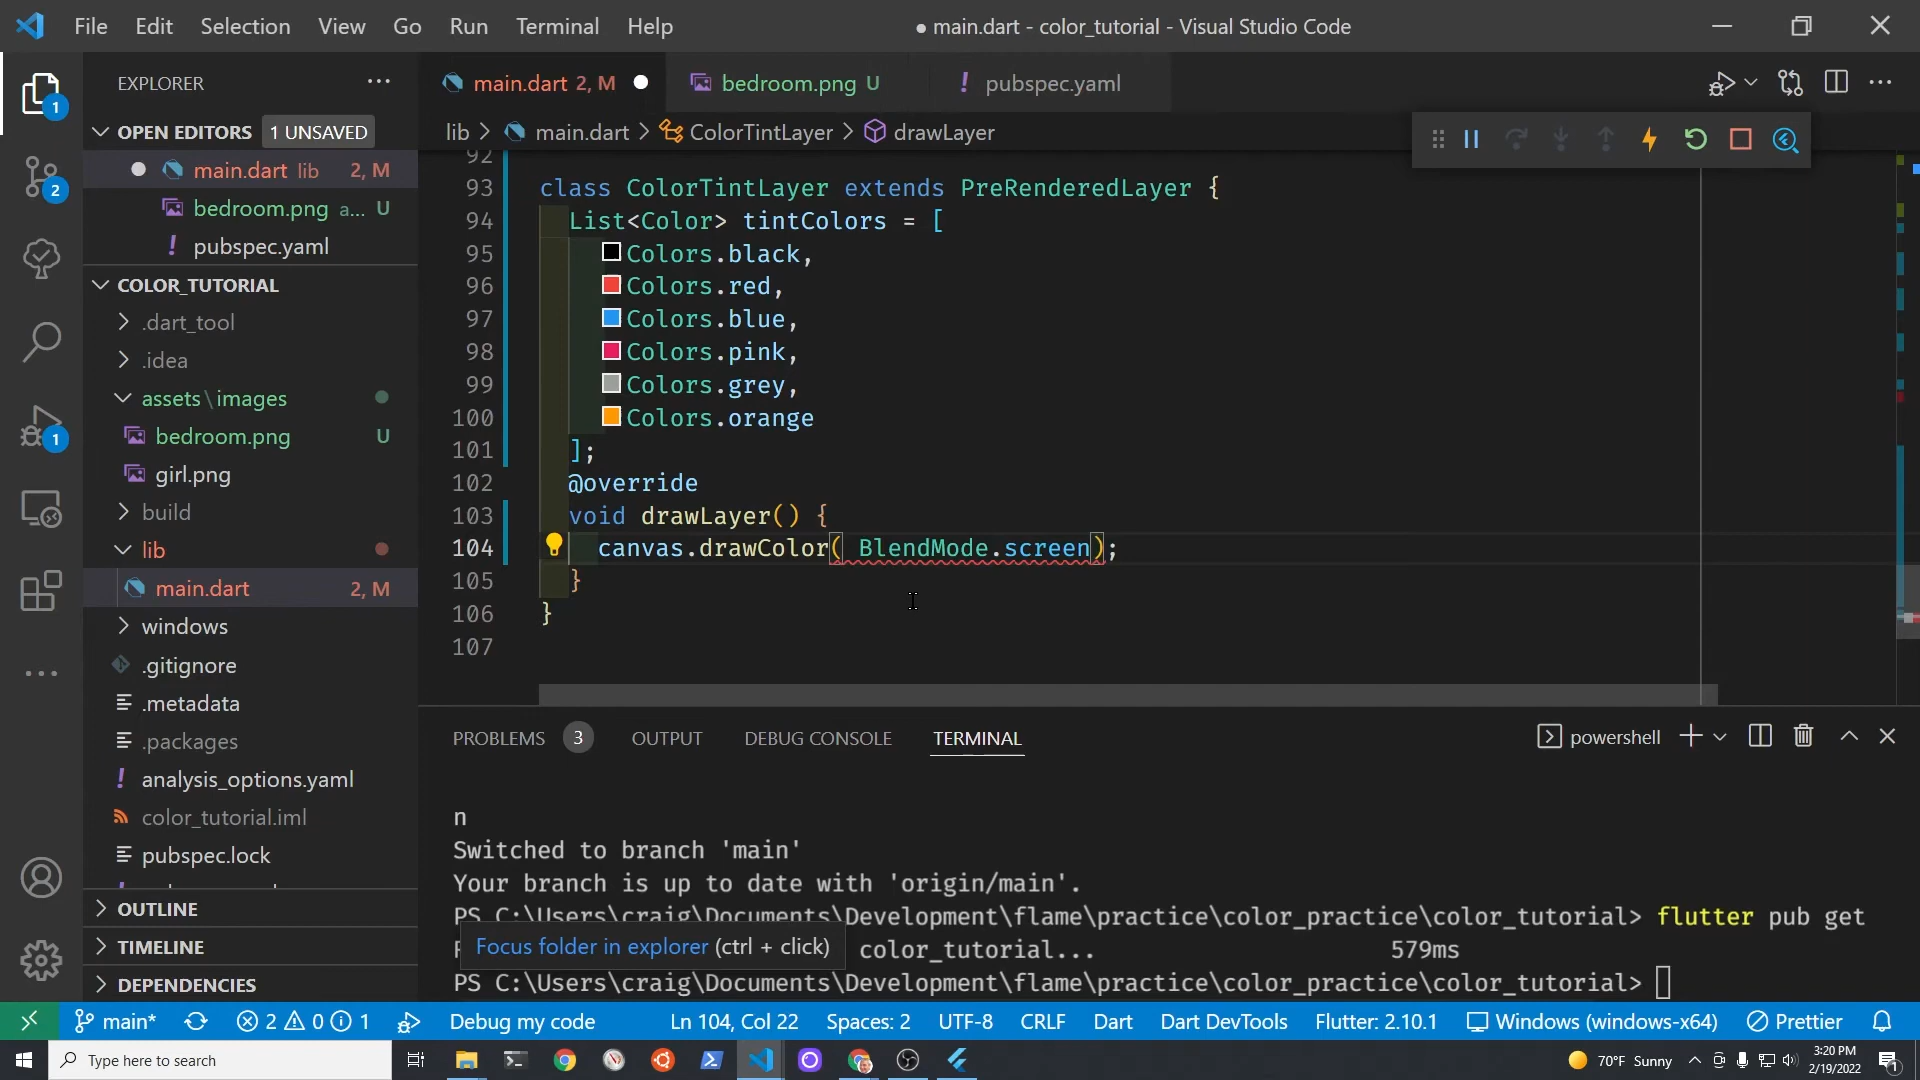 File Edit Selection View Go Run Terminal Help
● main.dart - color_tutorial - Visual Studio Code
EXPLORER
OPEN EDITORS 1 UNSAVED
main.dart lib 2, M
bedroom.png a... U
pubspec.yaml
COLOR_TUTORIAL
.dart_tool
.idea
assets\images
bedroom.png U
girl.png
build
lib
main.dart 2, M
windows
.gitignore
.metadata
.packages
analysis_options.yaml
color_tutorial.iml
pubspec.lock
OUTLINE
TIMELINE
DEPENDENCIES
1
2
1
main.dart 2, M
bedroom.png U
! pubspec.yaml
lib > main.dart > ColorTintLayer > drawLayer
92
93 class ColorTintLayer extends PreRenderedLayer {
94 List<Color> tintColors = [
95 Colors.black,
96 Colors.red,
97 Colors.blue,
98 Colors.pink,
99 Colors.grey,
100 Colors.orange
101 ];
102 @override
103 void drawLayer() {
104 canvas.drawColor( BlendMode.screen);
105 }
106 }
107
PROBLEMS 3 OUTPUT DEBUG CONSOLE TERMINAL
powershell
n
Switched to branch 'main'
Your branch is up to date with 'origin/main'.
PS C:\Users\craig\Documents\Development\flame\practice\color_practice\color_tutorial> flutter pub get
Focus folder in explorer (ctrl + click)
color_tutorial... 579ms
PS C:\Users\craig\Documents\Development\flame\practice\color_practice\color_tutorial>
main* 2 0 1 Debug my code Ln 104, Col 22 Spaces: 2 UTF-8 CRLF Dart Dart DevTools Flutter: 2.10.1 Windows (windows-x64) Prettier
Type here to search
70°F Sunny
3:20 PM
2/19/2022
1